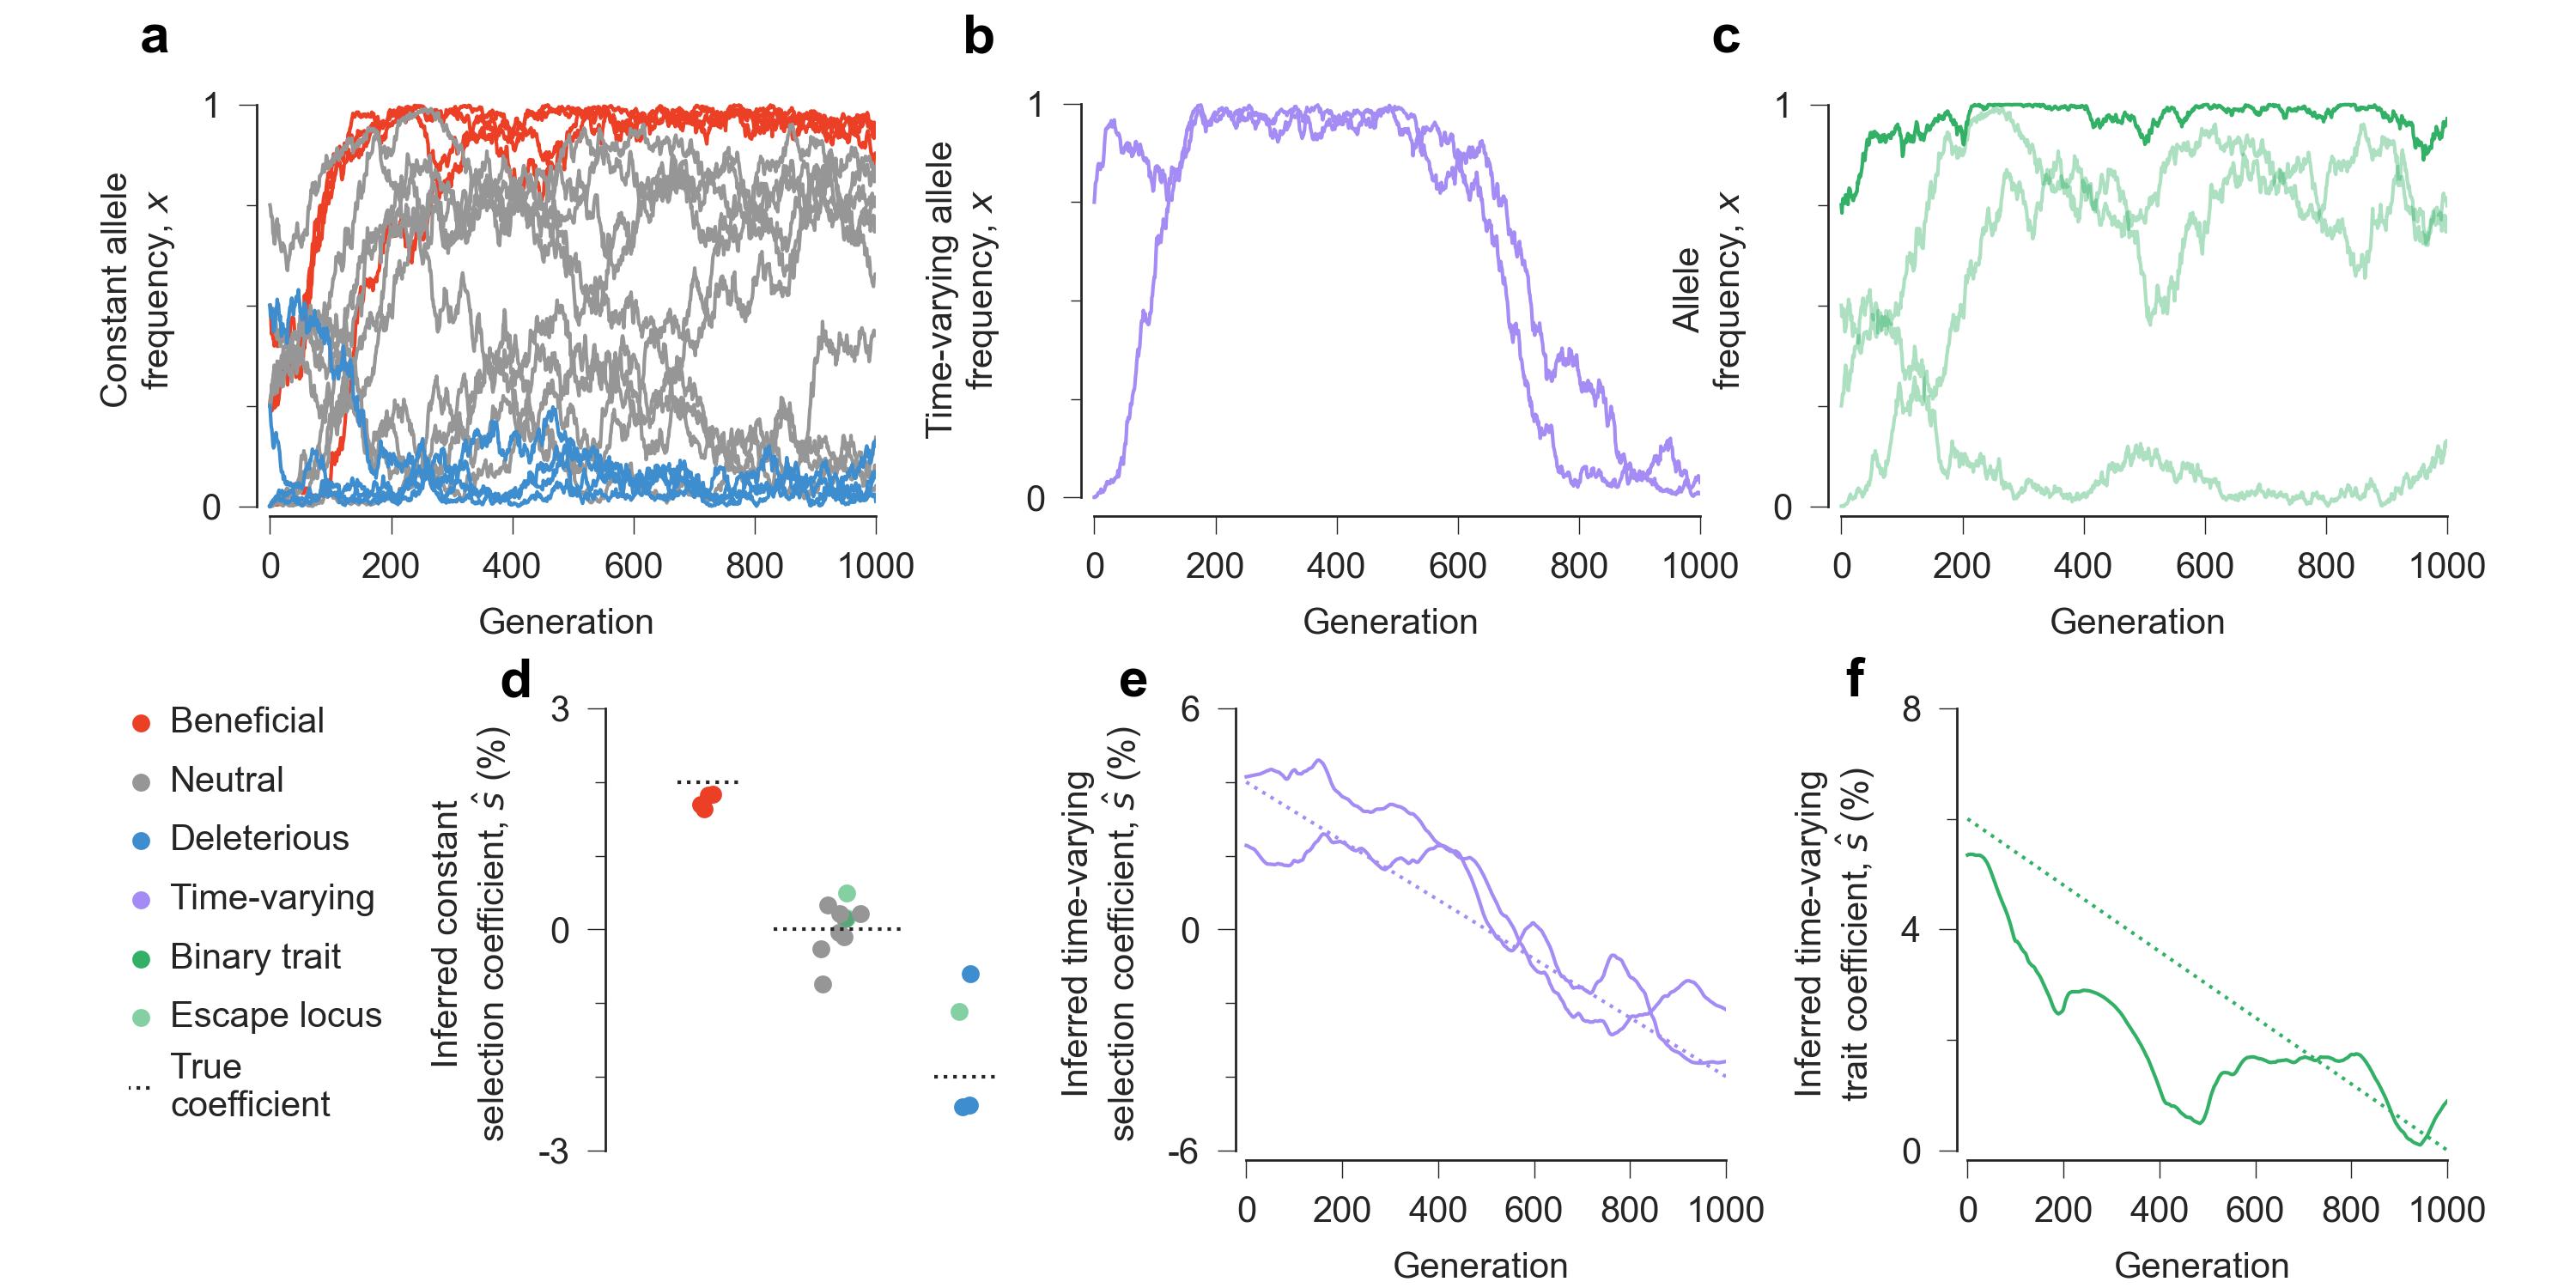 a
1
0
Constant allele
frequency, x
0 200 400 600 800 1000
Generation
b
1
0
Time-varying allele
frequency, x
0 200 400 600 800 1000
Generation
c
1
0
Allele
frequency, x
0 200 400 600 800 1000
Generation
Beneficial
Neutral
Deleterious
Time-varying
Binary trait
Escape locus
True
coefficient
d
3
0
-3
Inferred constant
selection coefficient, ŝ (%)
e
6
0
-6
Inferred time-varying
selection coefficient, ŝ (%)
0 200 400 600 800 1000
Generation
f
8
4
0
Inferred time-varying
trait coefficient, ŝ (%)
0 200 400 600 800 1000
Generation